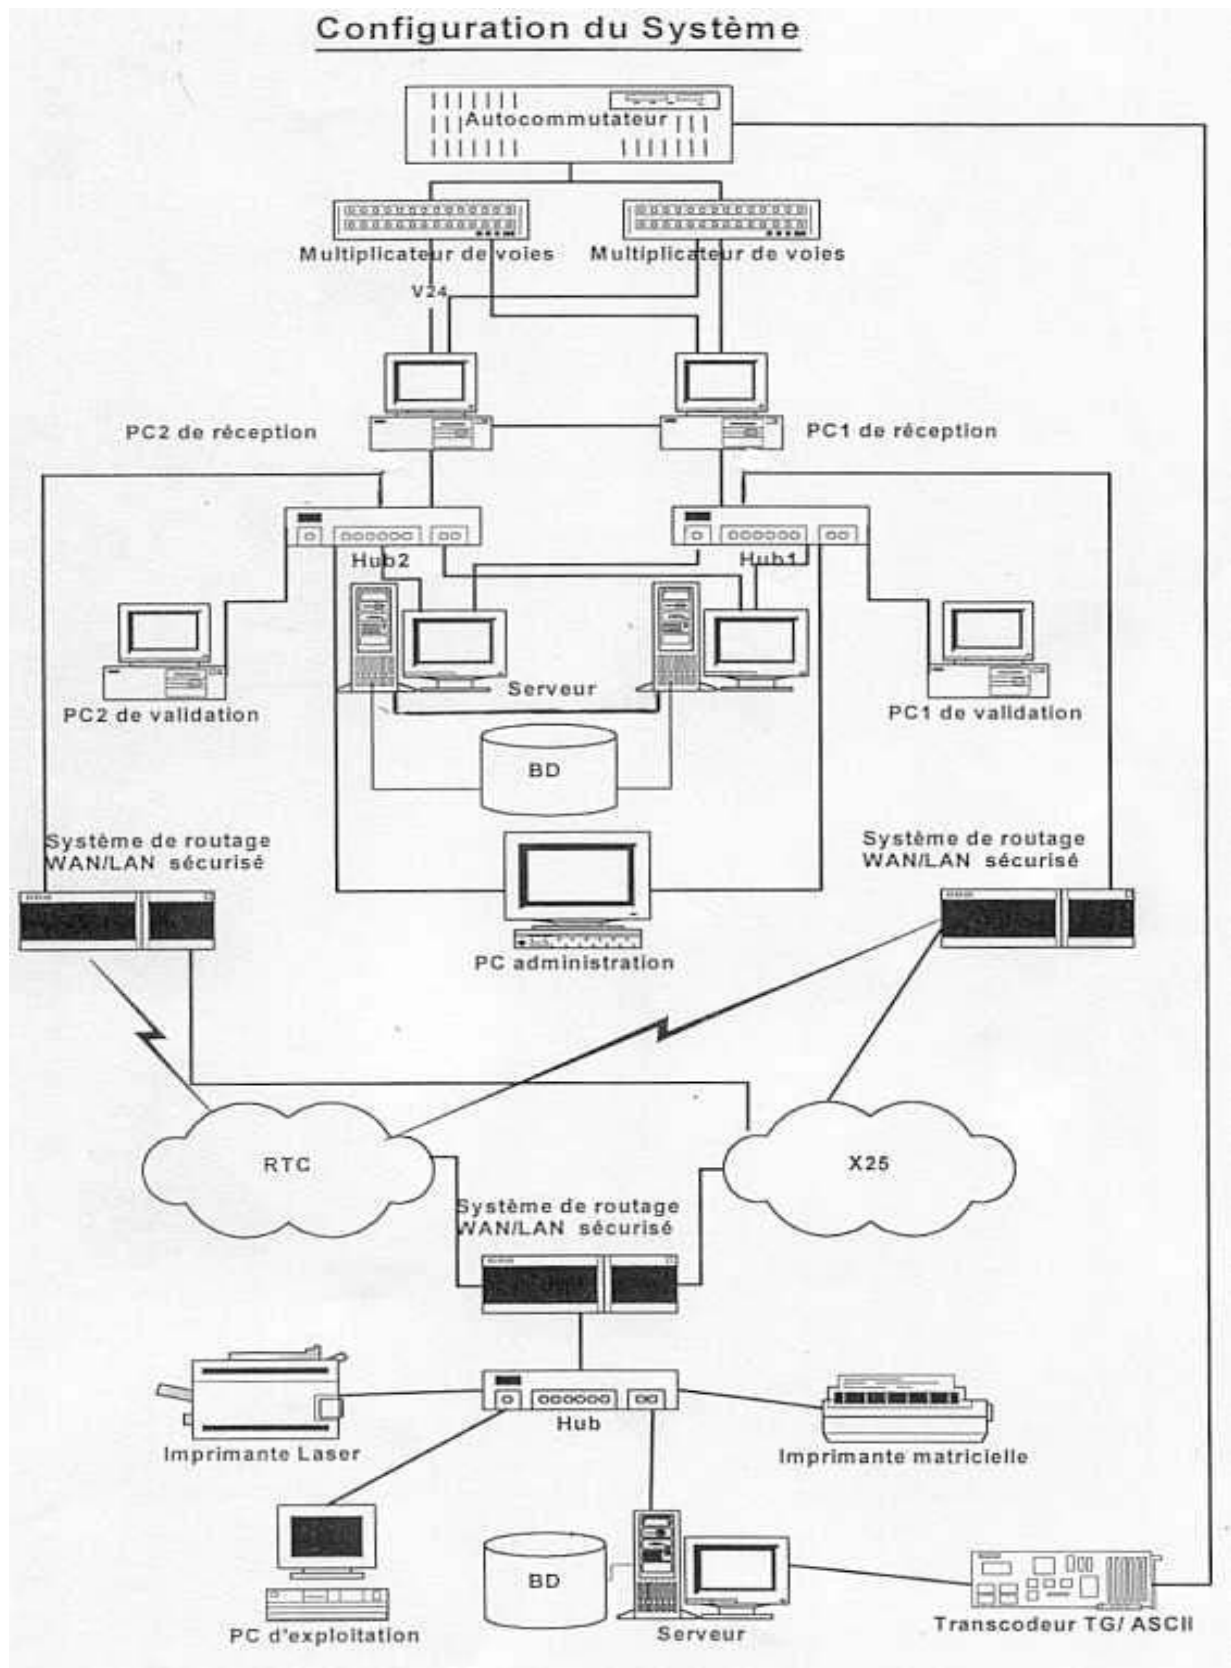 Configuration du Système
Autocommutateur
Multiplicateur de voies
Multiplicateur de voies
V24
PC2 de réception
PC1 de réception
Hub2
Hub1
Serveur
PC2 de validation
PC1 de validation
BD
Système de routage
WAN/LAN sécurisé
Système de routage
WAN/LAN sécurisé
PC administration
RTC
X25
Système de routage
WAN/LAN sécurisé
Hub
Imprimante Laser
Imprimante matricielle
BD
PC d'exploitation
Serveur
Transcodeur TG/ ASCII